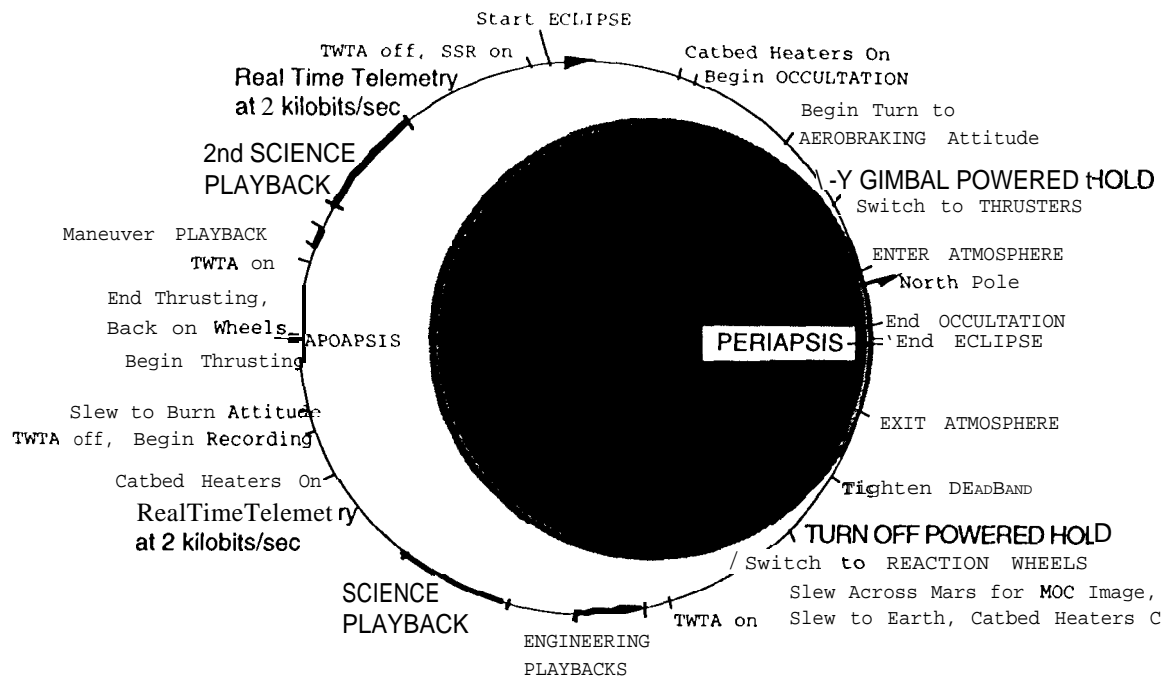 Start ECLIPSE
TWTA off, SSR on
Real Time Telemetry
at 2 kilobits/sec
2nd SCIENCE
PLAYBACK
Maneuver PLAYBACK
TWTA on
End Thrusting,
Back on Wheels
APOAPSIS
Begin Thrusting
Slew to Burn Attitude
TWTA off, Begin Recording
Catbed Heaters On
RealTimeTelemetry
at 2 kilobits/sec
SCIENCE
PLAYBACK
ENGINEERING
PLAYBACKS
TWTA on
Catbed Heaters On
Begin OCCULTATION
Begin Turn to
AEROBRAKING Attitude
-Y GIMBAL POWERED HOLD
Switch to THRUSTERS
ENTER ATMOSPHERE
North Pole
End OCCULTATION
PERIAPSIS
End ECLIPSE
EXIT ATMOSPHERE
Tighten DEADBAND
TURN OFF POWERED HOLD
Switch to REACTION WHEELS
Slew Across Mars for MOC Image,
Slew to Earth, Catbed Heaters C